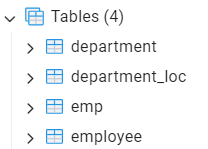 Tables (4)
department
department_loc
emp
employee